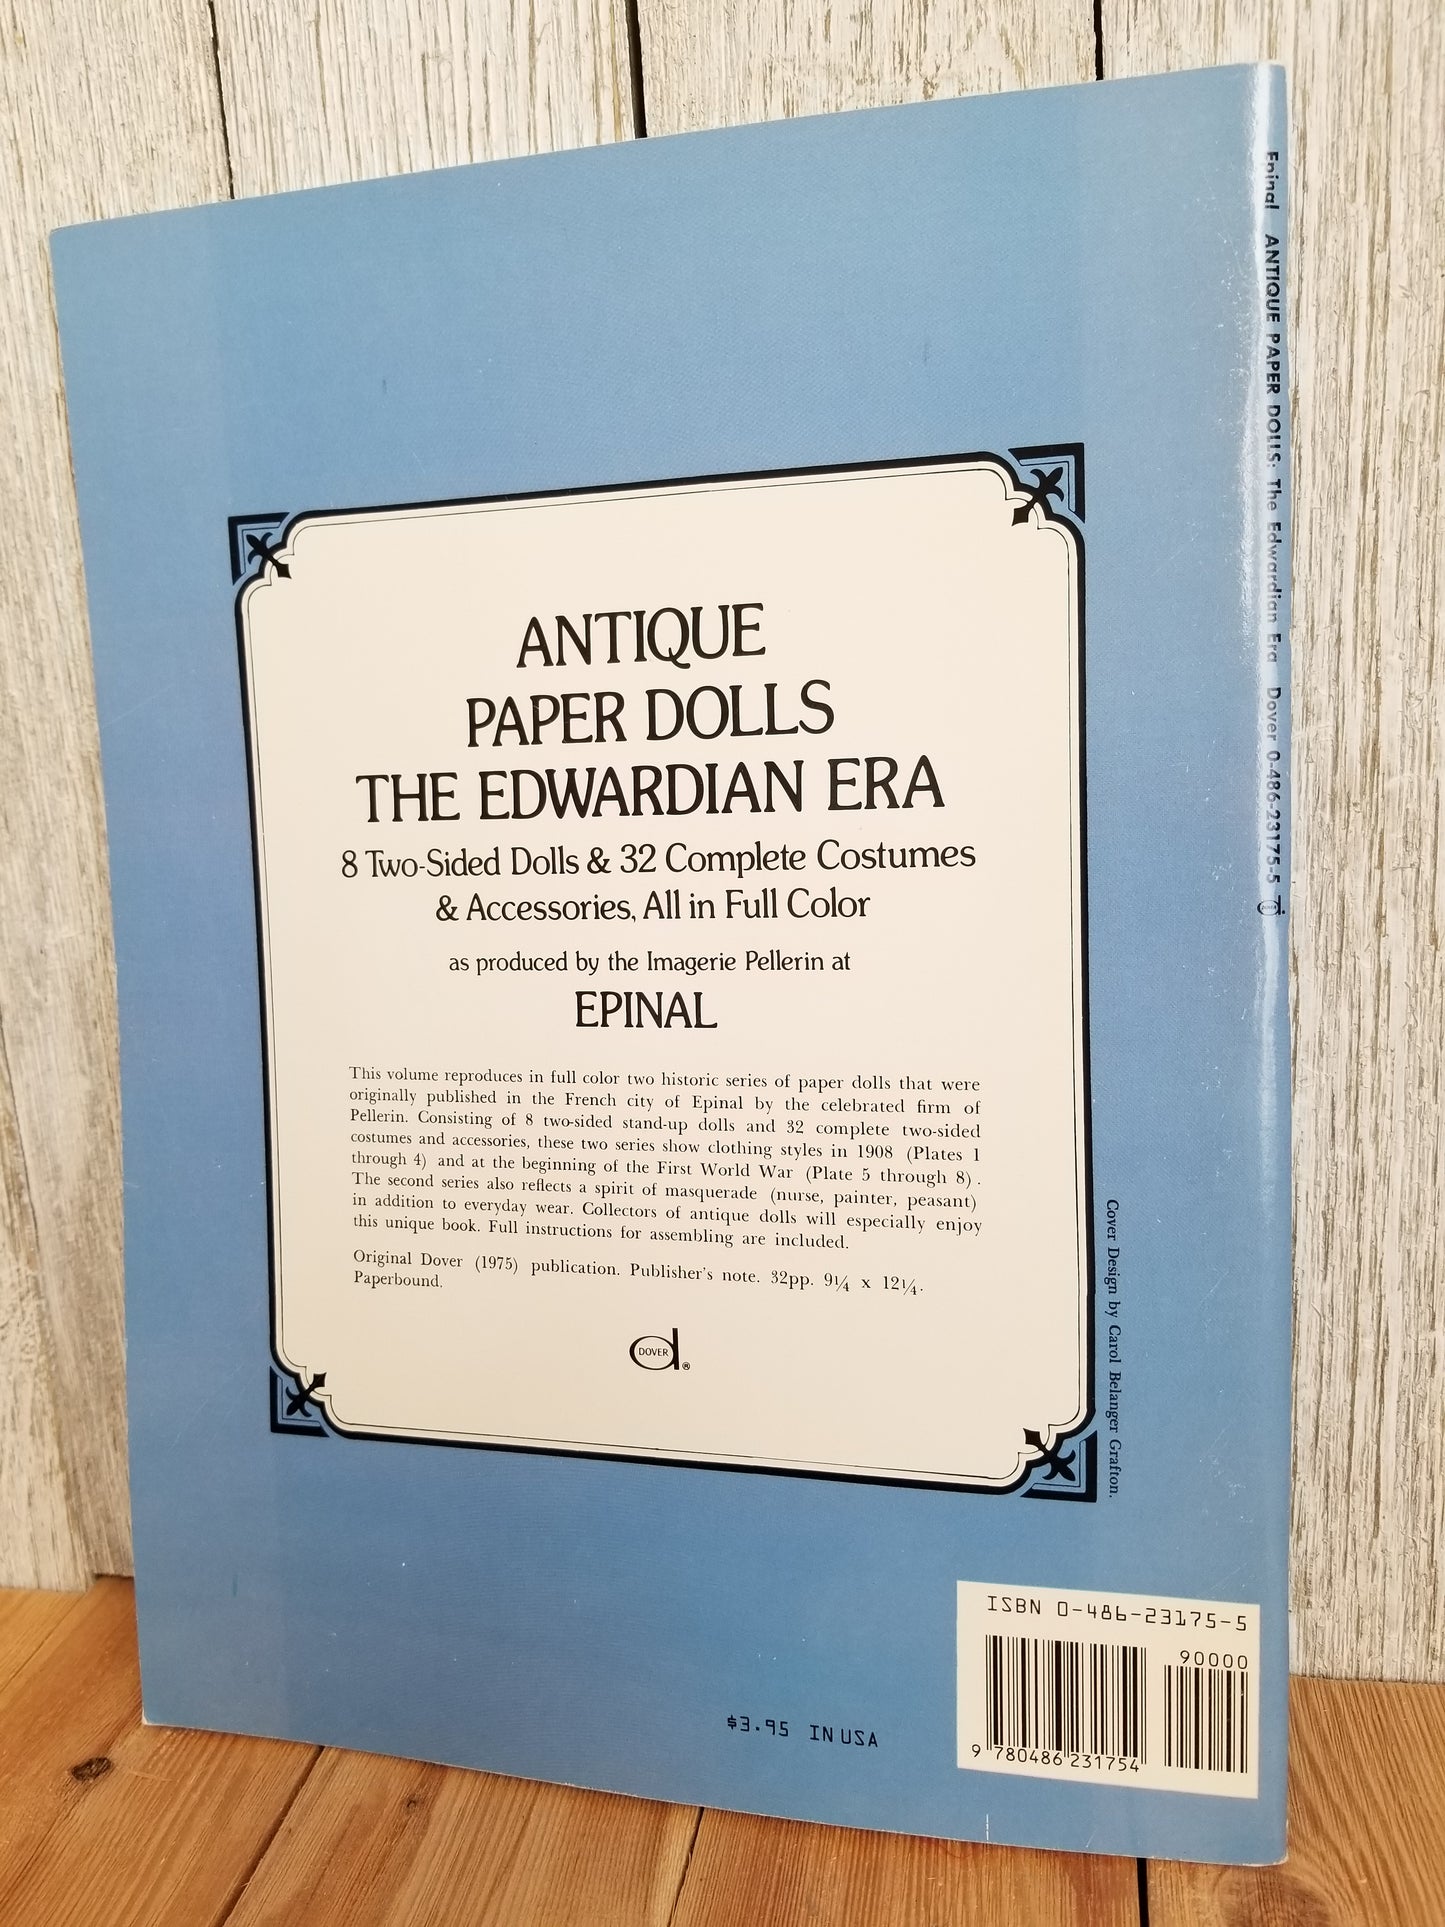 ANTIQUE
PAPER DOLLS
THE EDWARDIAN ERA
8 Two-Sided Dolls & 32 Complete Costumes
& Accessories, All in Full Color
as produced by the Imagerie Pellerin at
EPINAL
This volume reproduces in full color two historic series of paper dolls that were
originally published in the French city of Epinal by the celebrated firm of
Pellerin. Consisting of 8 two-sided stand-up dolls and 32 complete two-sided
costumes and accessories, these two series show clothing styles in 1908 (Plates 1
through 4) and at the beginning of the First World War (Plate 5 through 8).
The second series also reflects a spirit of masquerade (nurse, painter, peasant)
in addition to everyday wear. Collectors of antique dolls will especially enjoy
this unique book. Full instructions for assembling are included.
Original Dover (1975) publication. Publisher's note. 32pp. 9¼ x 12¼.
Paperbound.
DOVER ®
Cover Design by Carol Belanger Grafton.
Epinal ANTIQUE PAPER DOLLS: The Edwardian Era Dover 0-486-23175-5
DOVER
$3.95 IN USA
ISBN 0-486-23175-5
90000
9 780486 231754